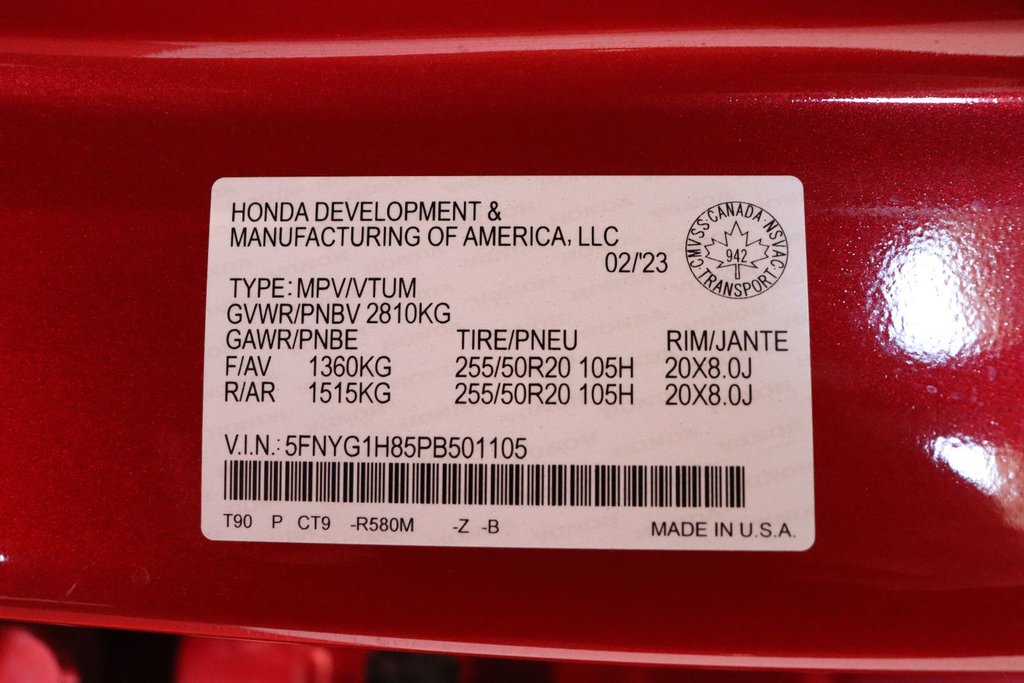 HONDA DEVELOPMENT &
MANUFACTURING OF AMERICA, LLC
02/'23
CMVSS·CANADA·NSVAC·TRANSPORT·
942
TYPE: MPV/VTUM
GVWR/PNBV 2810KG
GAWR/PNBE TIRE/PNEU RIM/JANTE
F/AV 1360KG 255/50R20 105H 20X8.0J
R/AR 1515KG 255/50R20 105H 20X8.0J
V.I.N.: 5FNYG1H85PB501105
T90 P CT9 -R580M -Z -B MADE IN U.S.A.